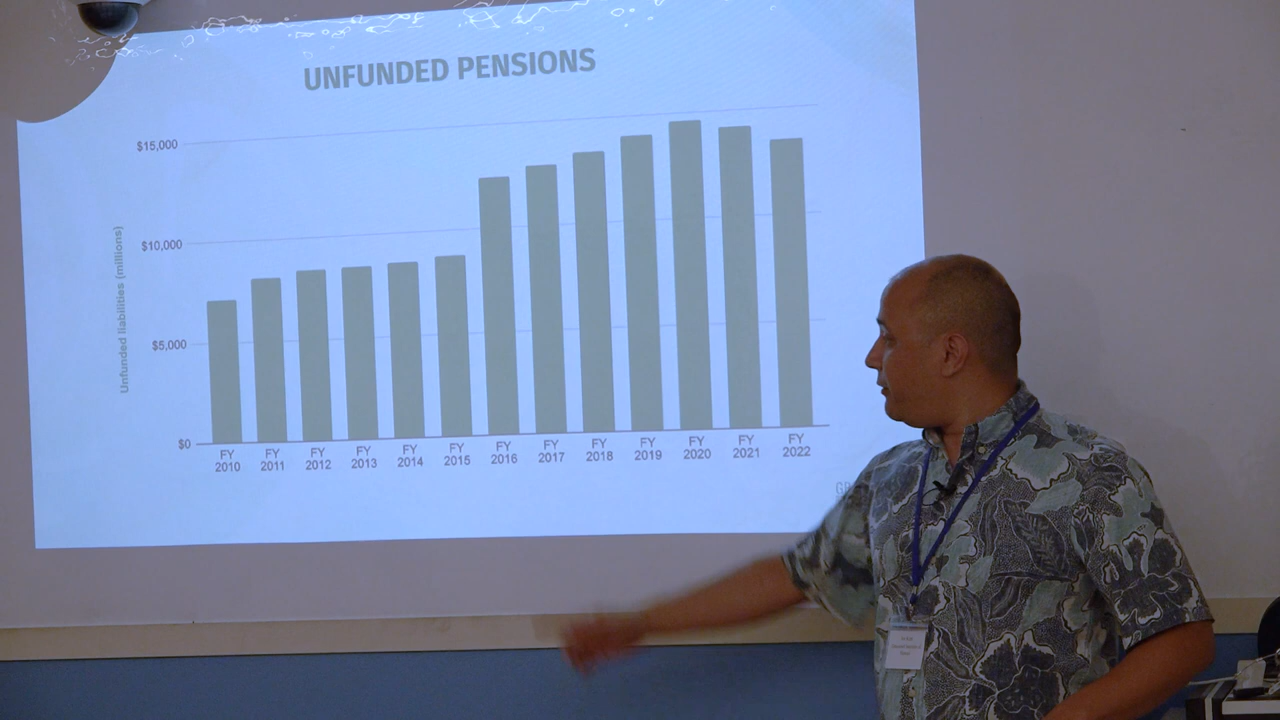 UNFUNDED PENSIONS
Unfunded liabilities (millions)
$15,000
$10,000
$5,000
$0
FY 2010
FY 2011
FY 2012
FY 2013
FY 2014
FY 2015
FY 2016
FY 2017
FY 2018
FY 2019
FY 2020
FY 2021
FY 2022